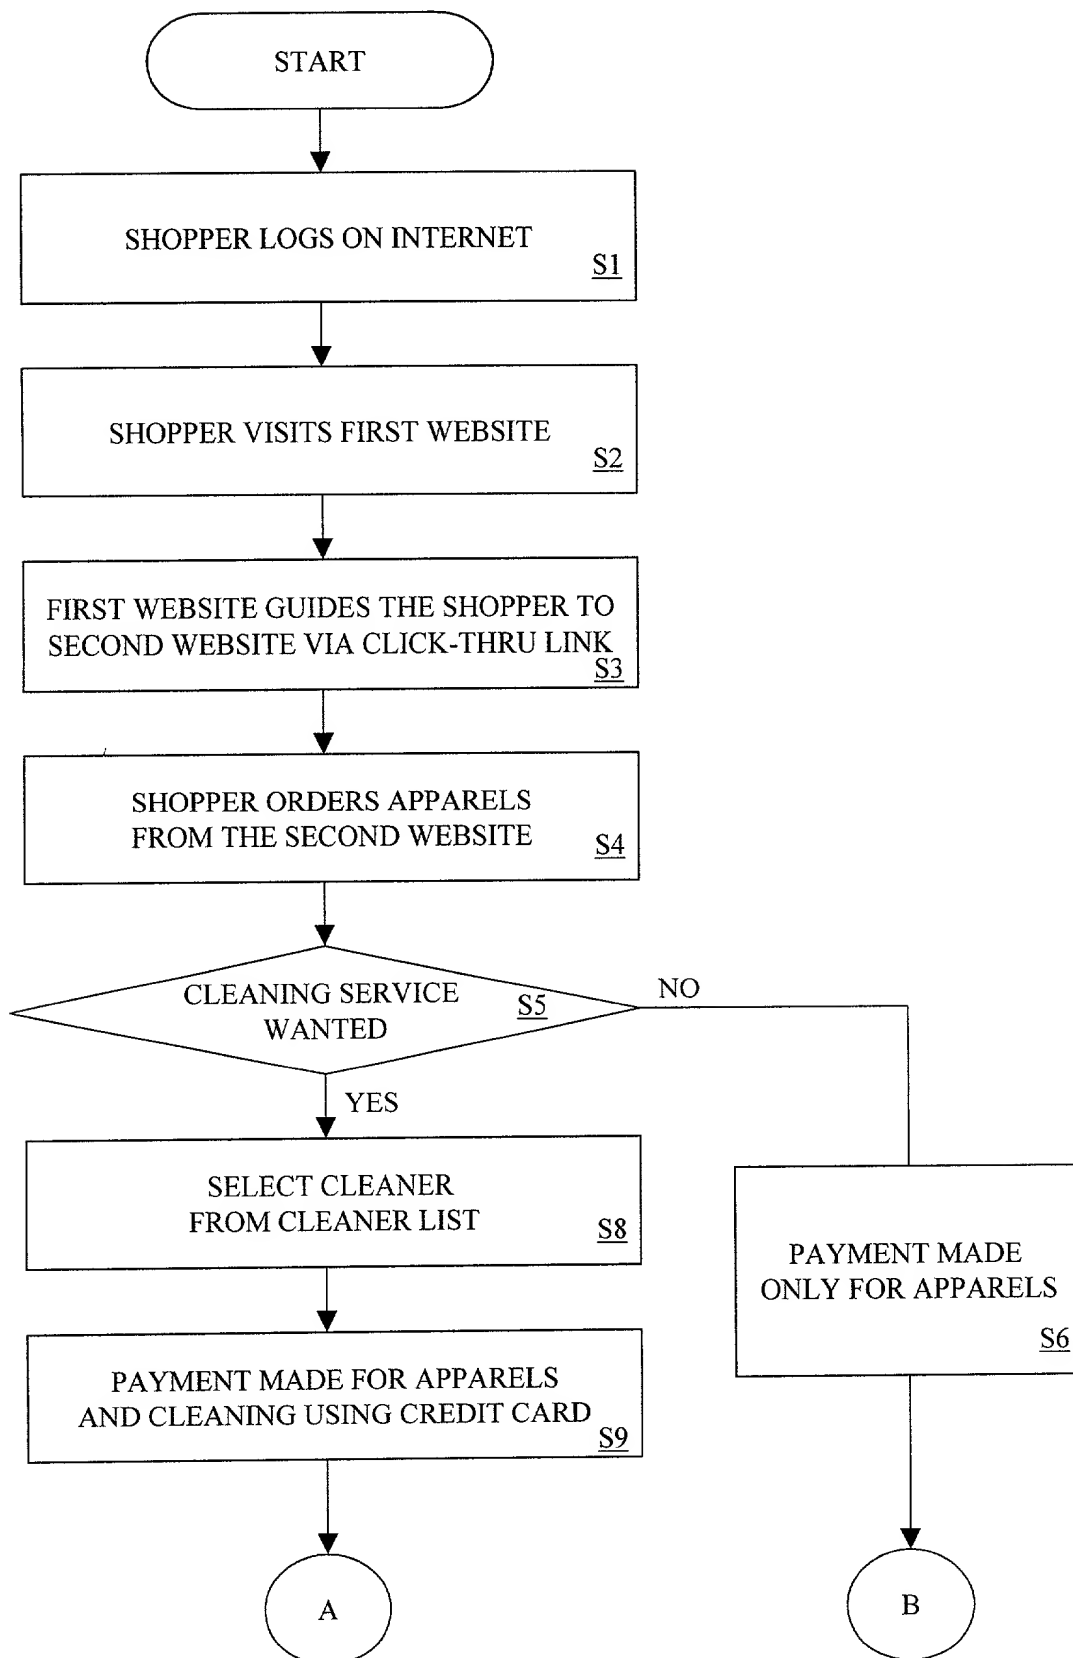 START
SHOPPER LOGS ON INTERNET
S1
SHOPPER VISITS FIRST WEBSITE
S2
FIRST WEBSITE GUIDES THE SHOPPER TO
SECOND WEBSITE VIA CLICK-THRU LINK
S3
SHOPPER ORDERS APPARELS
FROM THE SECOND WEBSITE
S4
CLEANING SERVICE
WANTED
S5
NO
YES
SELECT CLEANER
FROM CLEANER LIST
S8
PAYMENT MADE
ONLY FOR APPARELS
S6
PAYMENT MADE FOR APPARELS
AND CLEANING USING CREDIT CARD
S9
A
B